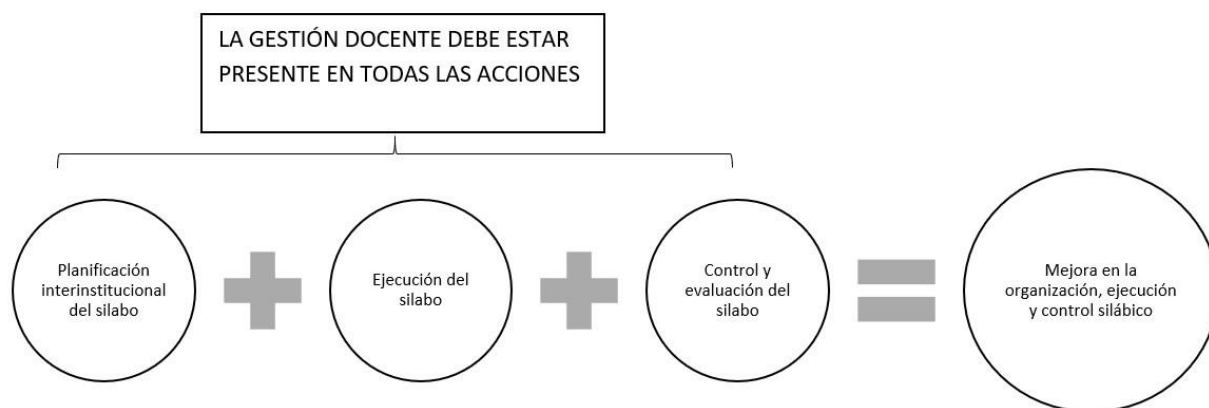 LA GESTIÓN DOCENTE DEBE ESTAR
PRESENTE EN TODAS LAS ACCIONES
Planificación
interinstitucional
del silabo
Ejecución del
silabo
Control y
evaluación del
silabo
Mejora en la
organización, ejecución
y control silábico